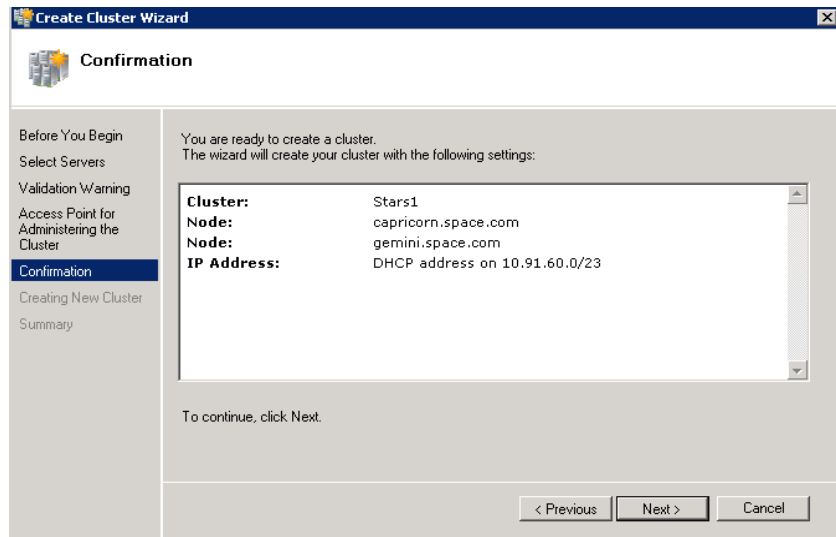 Create Cluster Wizard
Confirmation
Before You Begin
Select Servers
Validation Warning
Access Point for
Administering the
Cluster
Confirmation
Creating New Cluster
Summary
You are ready to create a cluster.
The wizard will create your cluster with the following settings:
Cluster: Stars1
Node: capricorn.space.com
Node: gemini.space.com
IP Address: DHCP address on 10.91.60.0/23
To continue, click Next.
< Previous Next > Cancel